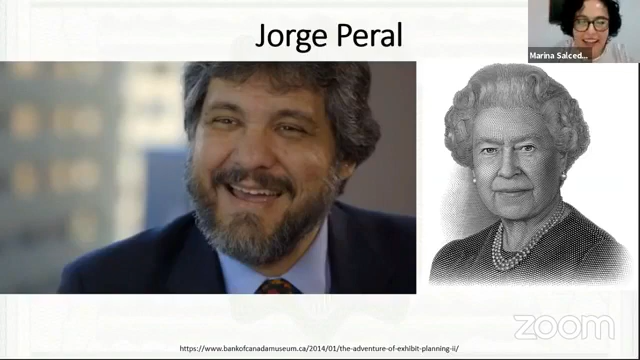 Jorge Peral
Marina Salced...
https://www.bankofcanadamuseum.ca/2014/01/the-adventure-of-exhibit-planning-ii/
zoom